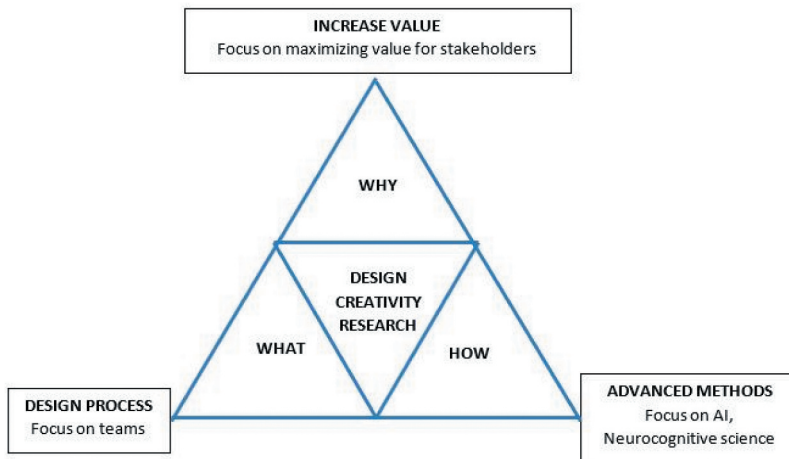 INCREASE VALUE
Focus on maximizing value for stakeholders
WHY
DESIGN
CREATIVITY
RESEARCH
WHAT
HOW
DESIGN PROCESS
Focus on teams
ADVANCED METHODS
Focus on AI,
Neurocognitive science